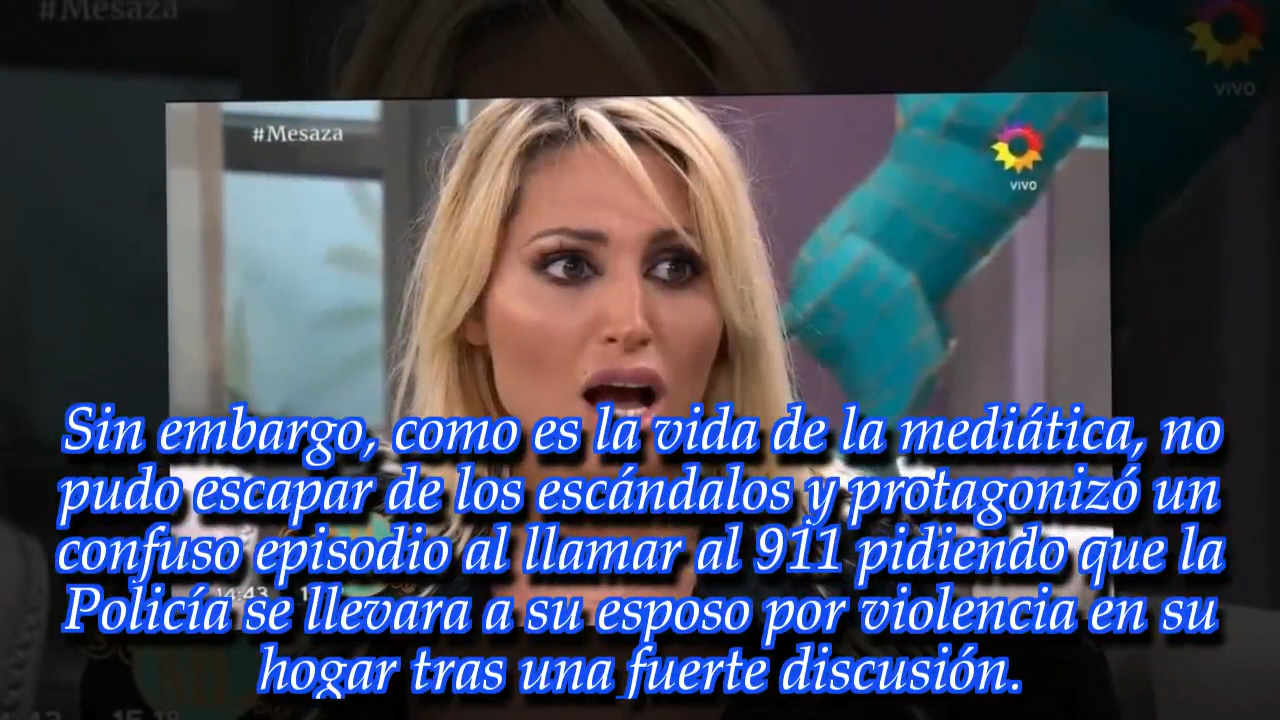 #Mesaza
VIVO
#Mesaza
VIVO
Sin embargo, como es la vida de la mediática, no
pudo escapar de los escándalos y protagonizó un
confuso episodio al llamar al 911 pidiendo que la
Policía se llevara a su esposo por violencia en su
hogar tras una fuerte discusión.
14:43